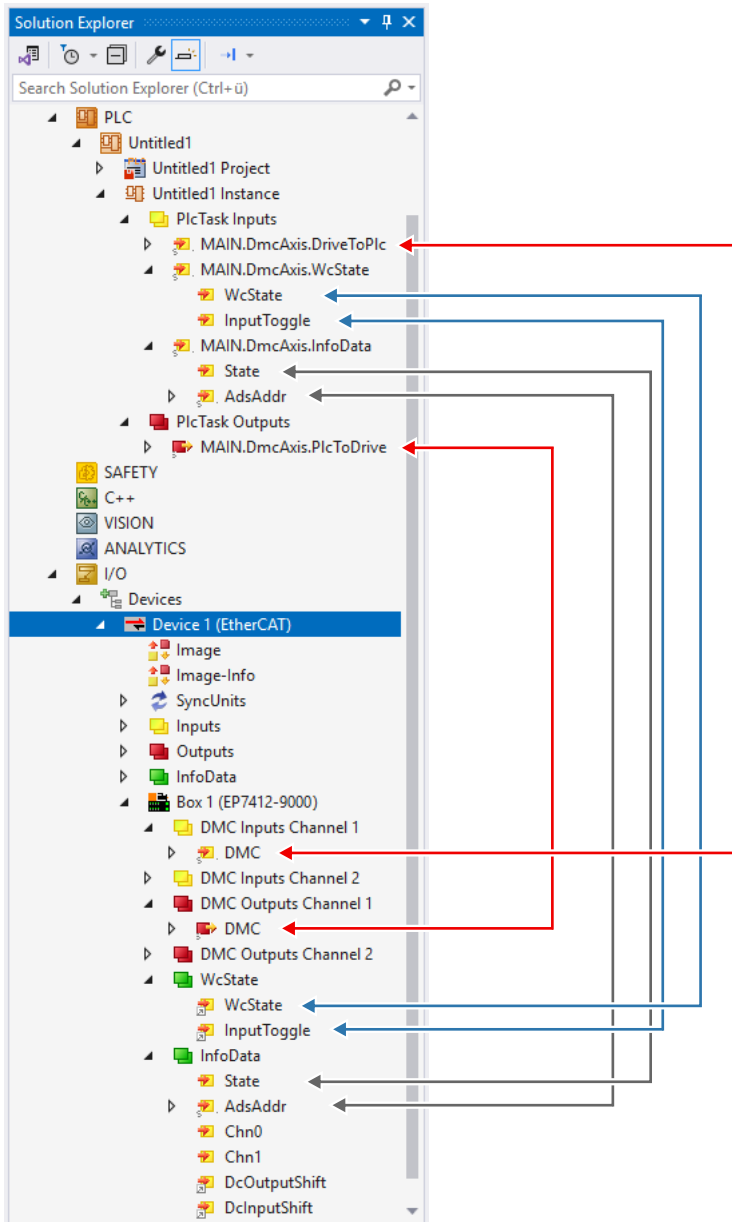 Solution Explorer
Search Solution Explorer (Ctrl+ü)
PLC
Untitled1
Untitled1 Project
Untitled1 Instance
PlcTask Inputs
MAIN.DmcAxis.DriveToPlc
MAIN.DmcAxis.WcState
WcState
InputToggle
MAIN.DmcAxis.InfoData
State
AdsAddr
PlcTask Outputs
MAIN.DmcAxis.PlcToDrive
SAFETY
C++
VISION
ANALYTICS
I/O
Devices
Device 1 (EtherCAT)
Image
Image-Info
SyncUnits
Inputs
Outputs
InfoData
Box 1 (EP7412-9000)
DMC Inputs Channel 1
DMC
DMC Inputs Channel 2
DMC Outputs Channel 1
DMC
DMC Outputs Channel 2
WcState
WcState
InputToggle
InfoData
State
AdsAddr
Chn0
Chn1
DcOutputShift
DcInputShift